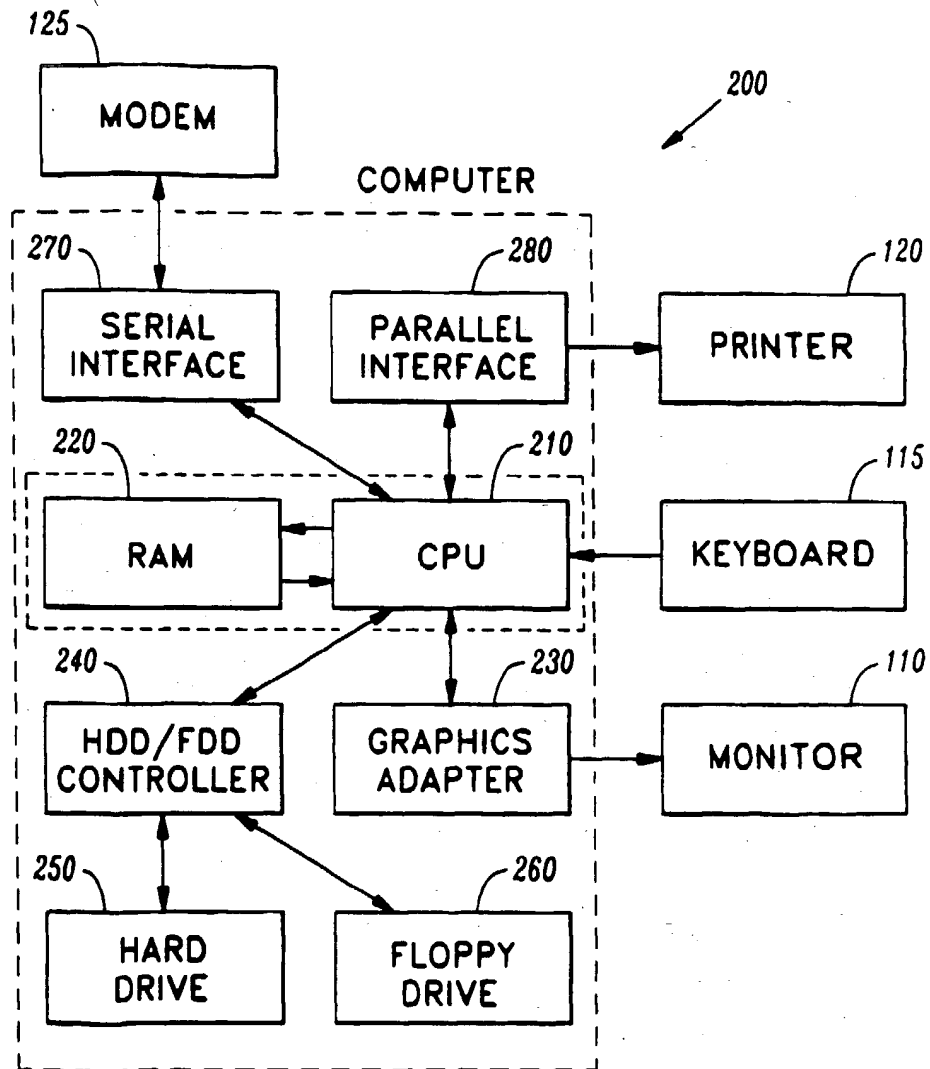 125
MODEM
200
COMPUTER
270
SERIAL
INTERFACE
280
PARALLEL
INTERFACE
120
PRINTER
220
RAM
210
CPU
115
KEYBOARD
240
HDD/FDD
CONTROLLER
230
GRAPHICS
ADAPTER
110
MONITOR
250
HARD
DRIVE
260
FLOPPY
DRIVE